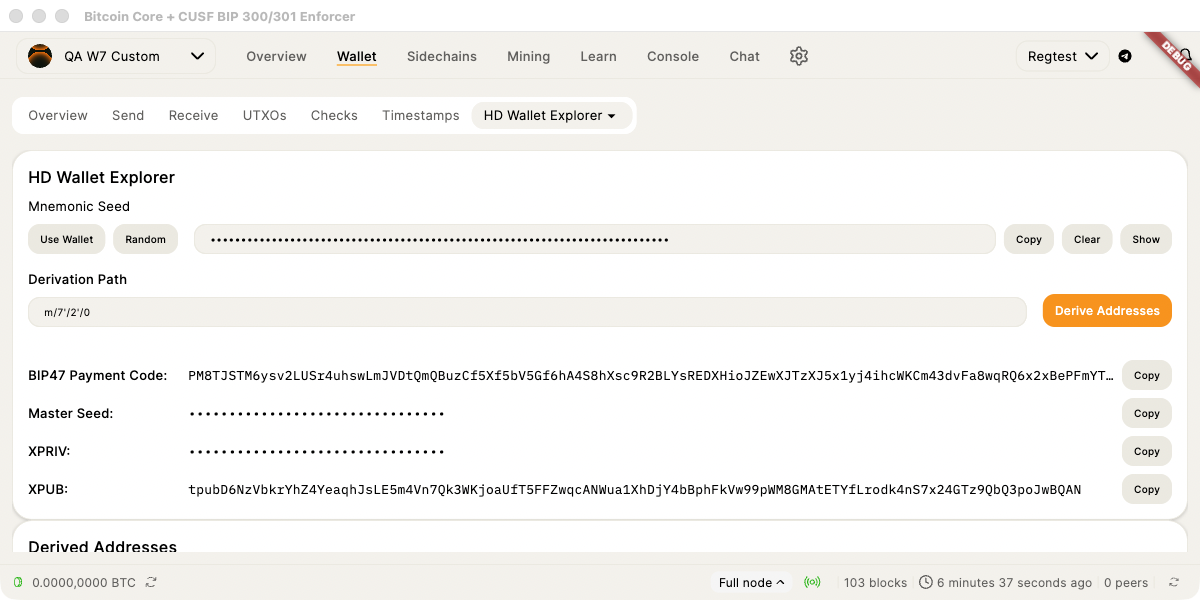 Bitcoin Core + CUSF BIP 300/301 Enforcer
QA W7 Custom
Overview
Wallet
Sidechains
Mining
Learn
Console
Chat
Regtest
DEBUG
Overview
Send
Receive
UTXOs
Checks
Timestamps
HD Wallet Explorer
HD Wallet Explorer
Mnemonic Seed
Use Wallet
Random
Copy
Clear
Show
Derivation Path
m/7'/2'/0
Derive Addresses
BIP47 Payment Code: PM8TJSTM6ysv2LUSr4uhswLmJVDtQmQBuzCf5Xf5bV5Gf6hA4S8hXsc9R2BLYsREDXHioJZEwXJTzXJ5x1yj4ihcWKCm43dvFa8wqRQ6x2xBePFmYT… Copy
Master Seed: Copy
XPRIV: Copy
XPUB: tpubD6NzVbkrYhZ4YeaqhJsLE5m4Vn7Qk3WKjoaUfT5FFZwqcANWua1XhDjY4bBphFkVw99pWM8GMAtETYfLrodk4nS7x24GTz9QbQ3poJwBQAN Copy
Derived Addresses
0.0000,0000 BTC
Full node
103 blocks
6 minutes 37 seconds ago
0 peers